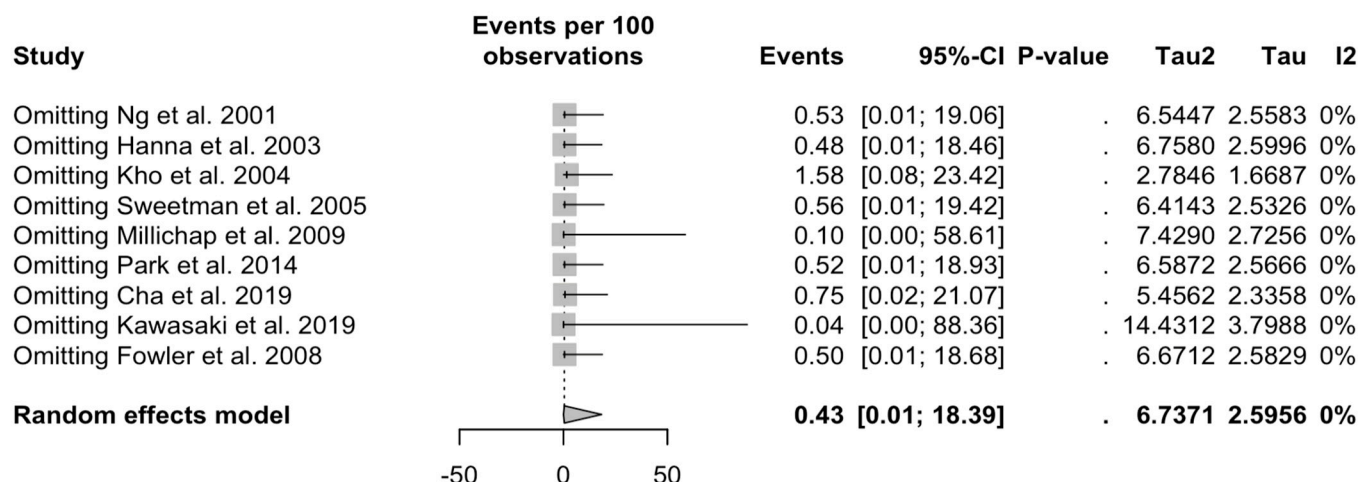 Events per 100
Study observations Events 95%-CI P-value Tau2 Tau I2
Omitting Ng et al. 2001 0.53 [0.01; 19.06] . 6.5447 2.5583 0%
Omitting Hanna et al. 2003 0.48 [0.01; 18.46] . 6.7580 2.5996 0%
Omitting Kho et al. 2004 1.58 [0.08; 23.42] . 2.7846 1.6687 0%
Omitting Sweetman et al. 2005 0.56 [0.01; 19.42] . 6.4143 2.5326 0%
Omitting Millichap et al. 2009 0.10 [0.00; 58.61] . 7.4290 2.7256 0%
Omitting Park et al. 2014 0.52 [0.01; 18.93] . 6.5872 2.5666 0%
Omitting Cha et al. 2019 0.75 [0.02; 21.07] . 5.4562 2.3358 0%
Omitting Kawasaki et al. 2019 0.04 [0.00; 88.36] . 14.4312 3.7988 0%
Omitting Fowler et al. 2008 0.50 [0.01; 18.68] . 6.6712 2.5829 0%
Random effects model 0.43 [0.01; 18.39] . 6.7371 2.5956 0%
-50 0 50